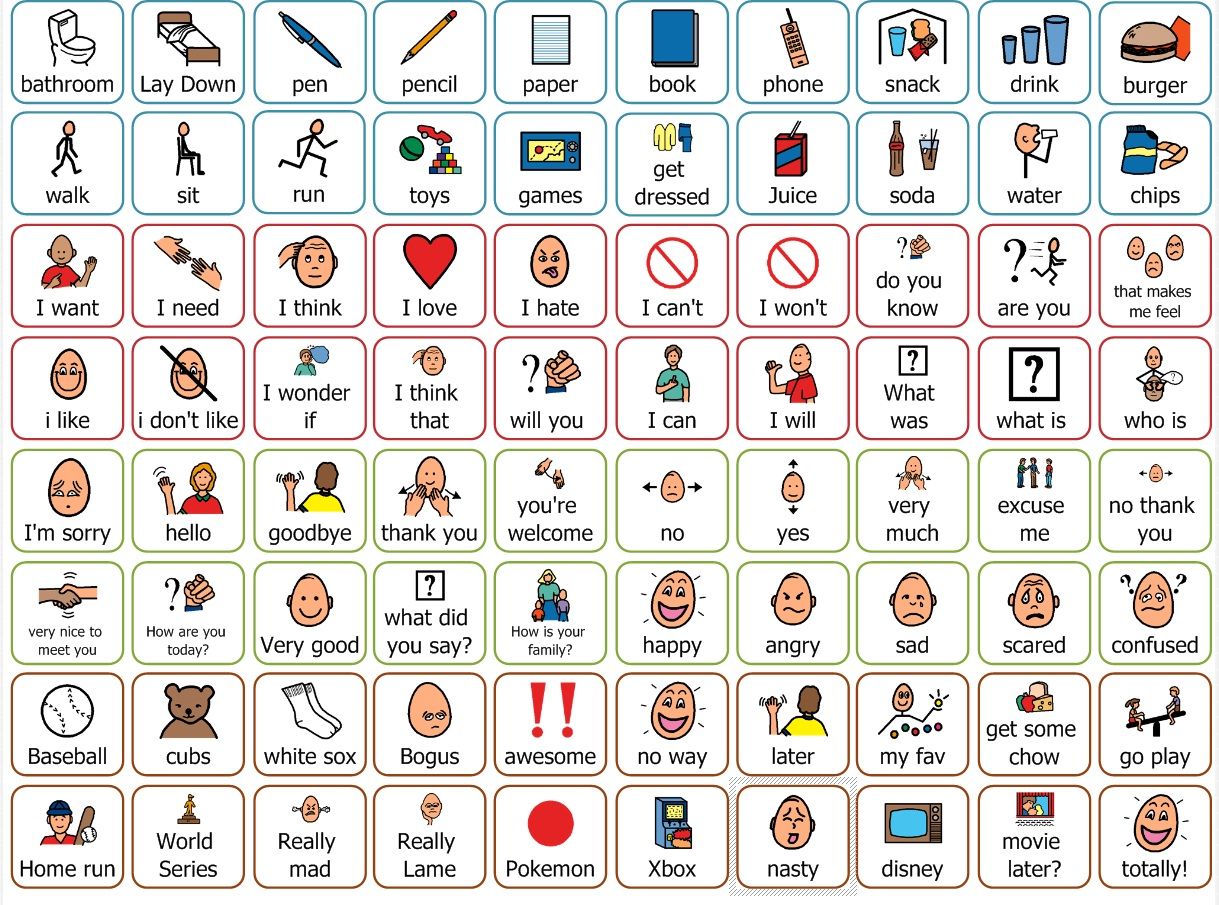 bathroom
Lay Down
pen
pencil
paper
book
phone
snack
drink
burger
walk
sit
run
toys
games
get
dressed
Juice
soda
water
chips
I want
I need
I think
I love
I hate
I can't
I won't
do you
know
are you
that makes
me feel
i like
i don't like
I wonder
if
I think
that
will you
I can
I will
What
was
what is
who is
I'm sorry
hello
goodbye
thank you
you're
welcome
no
yes
very
much
excuse
me
no thank
you
very nice to
meet you
How are you
today?
Very good
what did
you say?
How is your
family?
happy
angry
sad
scared
confused
Baseball
cubs
white sox
Bogus
awesome
no way
later
my fav
get some
chow
go play
Home run
World
Series
Really
mad
Really
Lame
Pokemon
Xbox
nasty
disney
movie
later?
totally!